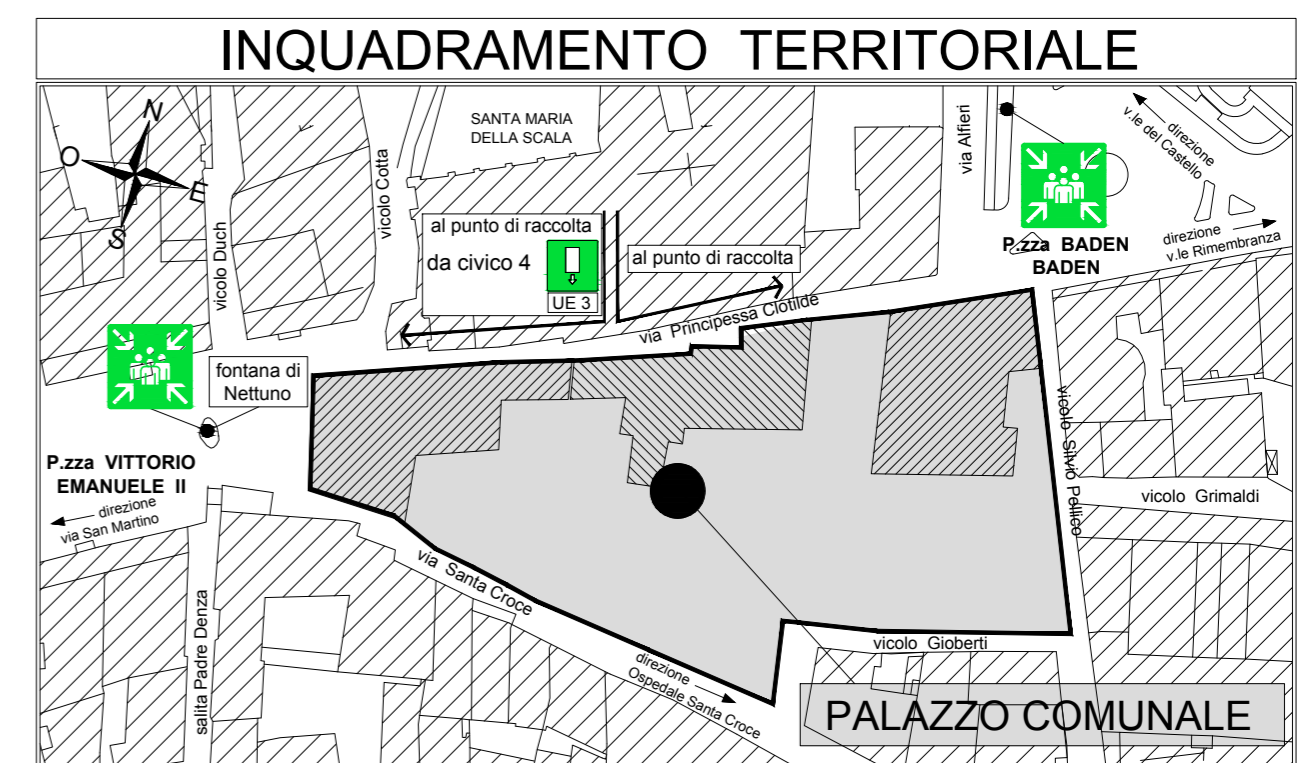 INQUADRAMENTO TERRITORIALE
N
O
E
S
SANTA MARIA
DELLA SCALA
vicolo Duch
vicolo Cotta
via Alfieri
direzione
v.le del Castello
al punto di raccolta
da civico 4
UE 3
al punto di raccolta
P.zza BADEN
BADEN
direzione
v.le Rimembranza
via Principessa Clotilde
fontana di
Nettuno
P.zza VITTORIO
EMANUELE II
direzione
via San Martino
vicolo Silvio Pellico
vicolo Grimaldi
via Santa Croce
salita Padre Denza
vicolo Gioberti
direzione
Ospedale Santa Croce
PALAZZO COMUNALE